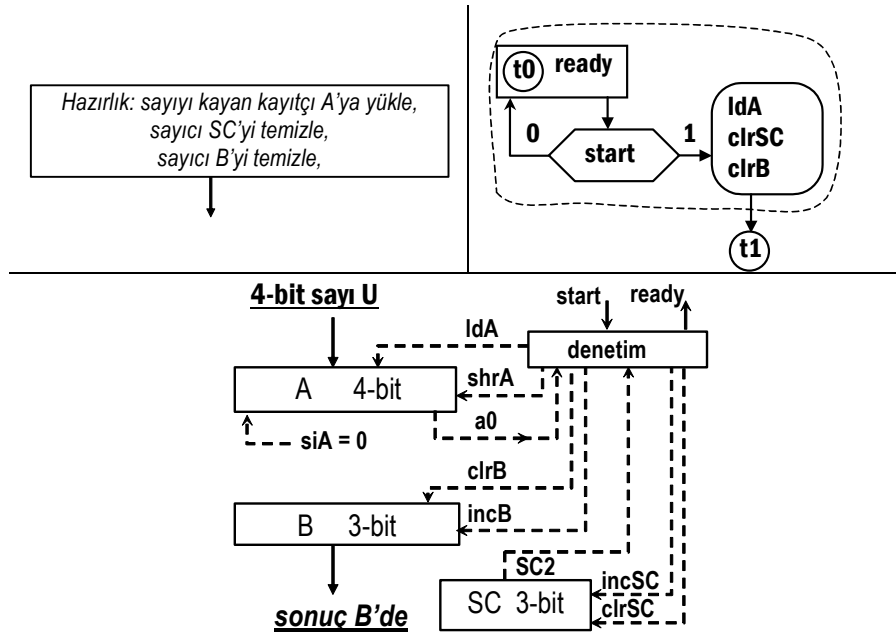 Hazırlık: sayıyı kayan kayıtçı A'ya yükle,
sayıcı SC'yi temizle,
sayıcı B'yi temizle,
t0 ready
0
start
1
ldA
clrSC
clrB
t1
4-bit sayı U
start ready
ldA
denetim
A 4-bit
shrA
a0
siA = 0
clrB
B 3-bit
incB
SC2
SC 3-bit
incSC
clrSC
sonuç B'de